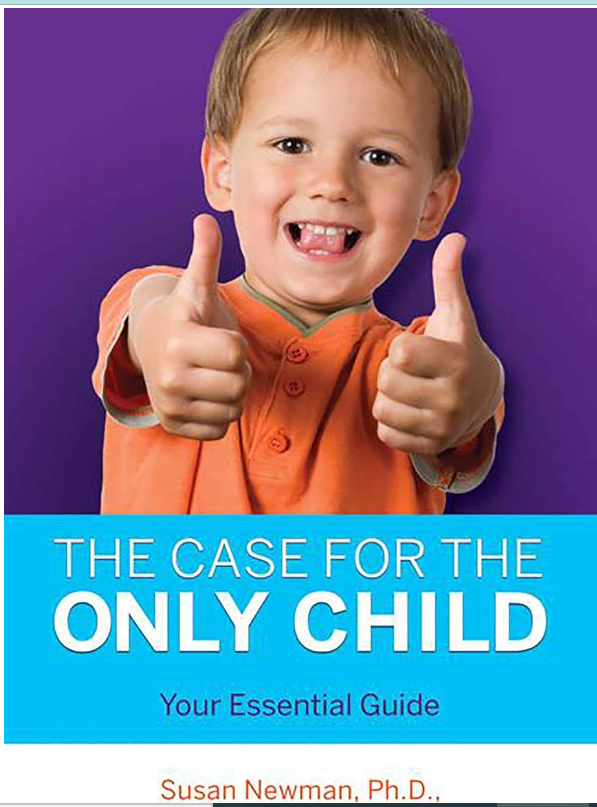 THE CASE FOR THE
ONLY CHILD
Your Essential Guide
Susan Newman, Ph.D.,